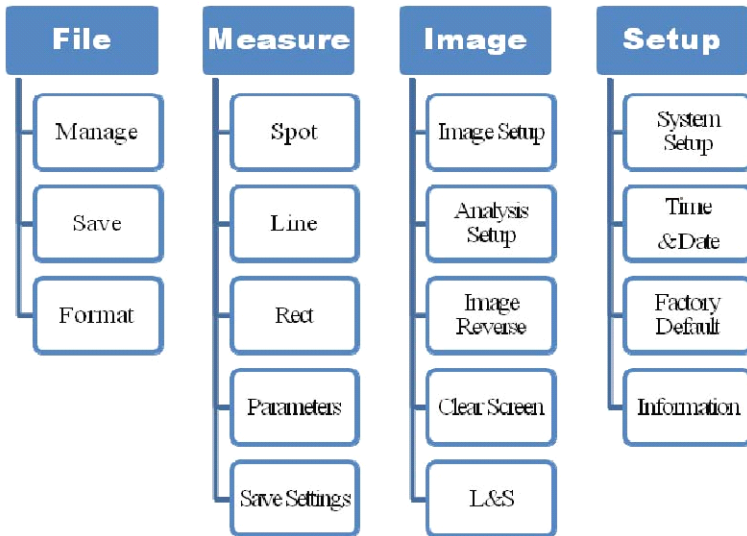 File
Manage
Save
Format
Measure
Spot
Line
Rect
Parameters
Save Settings
Image
Image Setup
Analysis
Setup
Image
Reverse
Clear Screen
L&S
Setup
System
Setup
Time
&Date
Factory
Default
Information